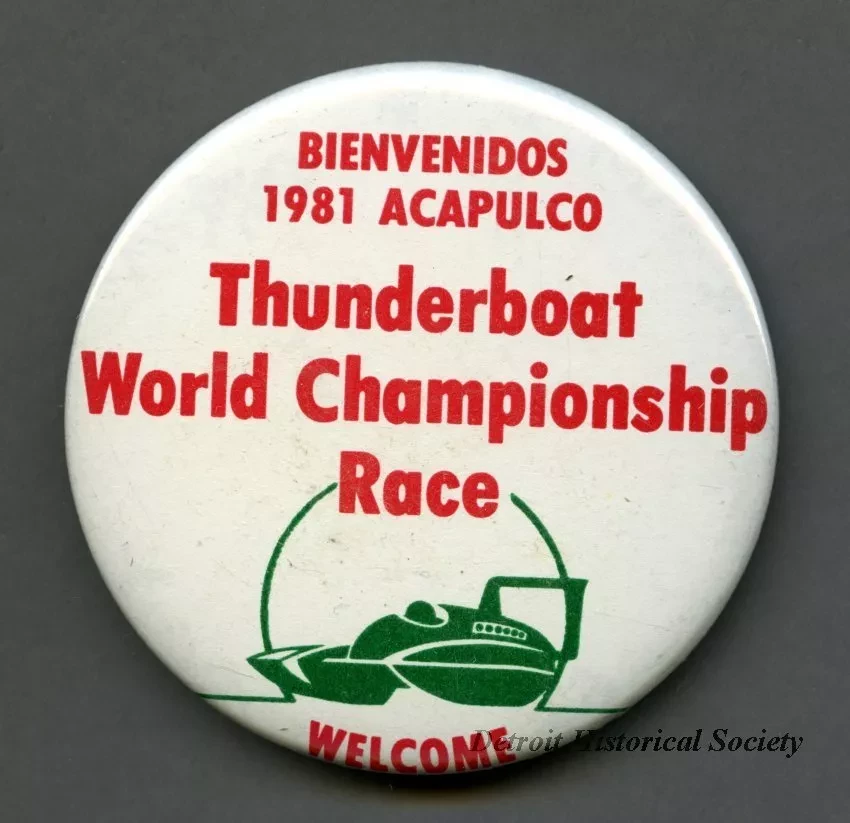 BIENVENIDOS
1981 ACAPULCO
Thunderboat
World Championship
Race
WELCOME
Detroit Historical Society